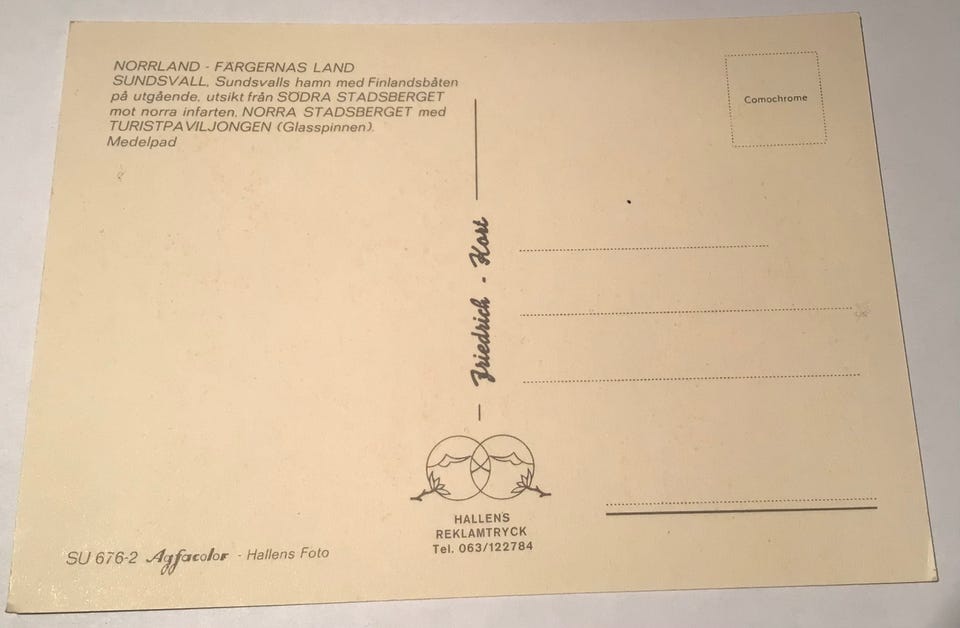 NORRLAND - FÄRGERNAS LAND
SUNDSVALL, Sundsvalls hamn med Finlandsbåten
på utgående, utsikt från SÖDRA STADSBERGET
mot norra infarten. NORRA STADSBERGET med
TURISTPAVILJONGEN (Glasspinnen).
Medelpad
Comochrome
Friedrich - Kort
HALLENS
REKLAMTRYCK
Tel. 063/122784
SU 676-2 Agfacolor - Hallens Foto